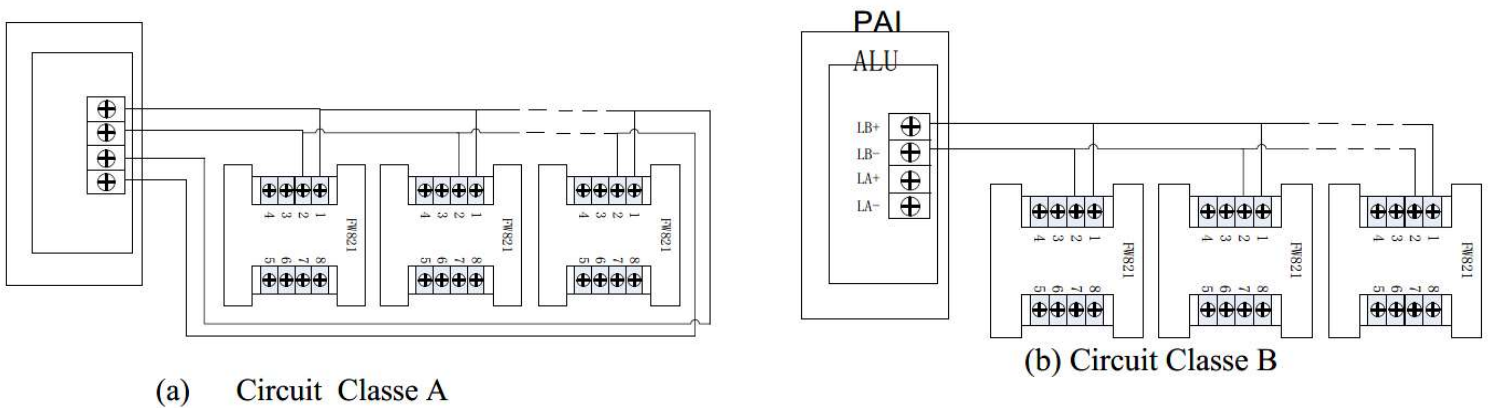 4 3 2 1
FW821
5 6 7 8
4 3 2 1
FW821
5 6 7 8
4 3 2 1
FW821
5 6 7 8
(a) Circuit Classe A
PAI
ALU
LB+
LB-
LA+
LA-
4 3 2 1
FW821
5 6 7 8
4 3 2 1
FW821
5 6 7 8
4 3 2 1
FW821
5 6 7 8
(b) Circuit Classe B